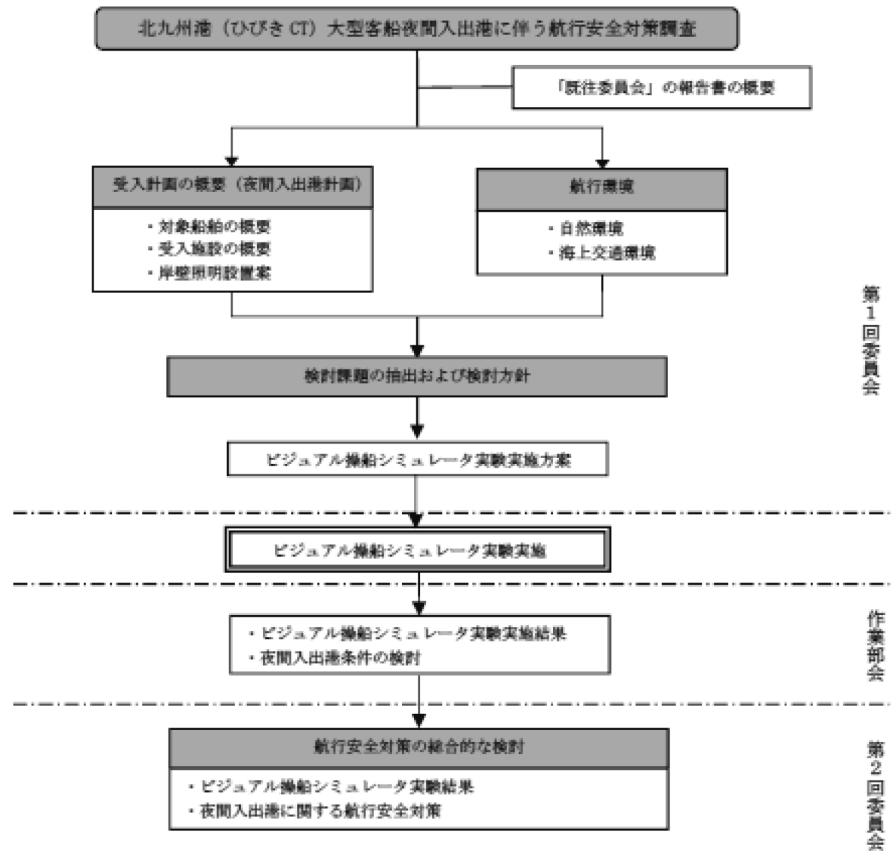 北九州港（ひびきCT）大型客船夜間入出港に伴う航行安全対策調査
「既往委員会」の報告書の概要
受入計画の概要（夜間入出港計画）
・対象船舶の概要
・受入施設の概要
・岸壁照明設置案
航行環境
・自然環境
・海上交通環境
検討課題の抽出および検討方針
ビジュアル操船シミュレータ実験実施方案
第1回委員会
ビジュアル操船シミュレータ実験実施
・ビジュアル操船シミュレータ実験実施結果
・夜間入出港条件の検討
作業部会
航行安全対策の総合的な検討
・ビジュアル操船シミュレータ実験結果
・夜間入出港に関する航行安全対策
第2回委員会